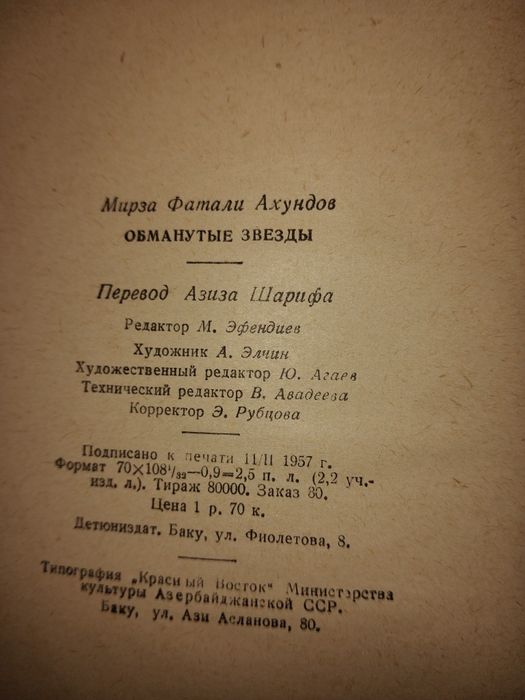 Мирза Фатали Ахундов
ОБМАНУТЫЕ ЗВЕЗДЫ
Перевод Азиза Шарифа
Редактор М. Эфендиев
Художник А. Элчин
Художественный редактор Ю. Агаев
Технический редактор В. Авадеева
Корректор Э. Рубцова
Подписано к печати 11/II 1957 г.
Формат 70×108¹/₃₂—0,9=2,5 п. л. (2,2 уч.-
изд. л.). Тираж 80000. Заказ 80.
Цена 1 р. 70 к.
Детюниздат. Баку, ул. Фиолетова, 8.
Типография „Красный Восток" Министерства
культуры Азербайджанской ССР.
Баку, ул. Ази Асланова, 80.